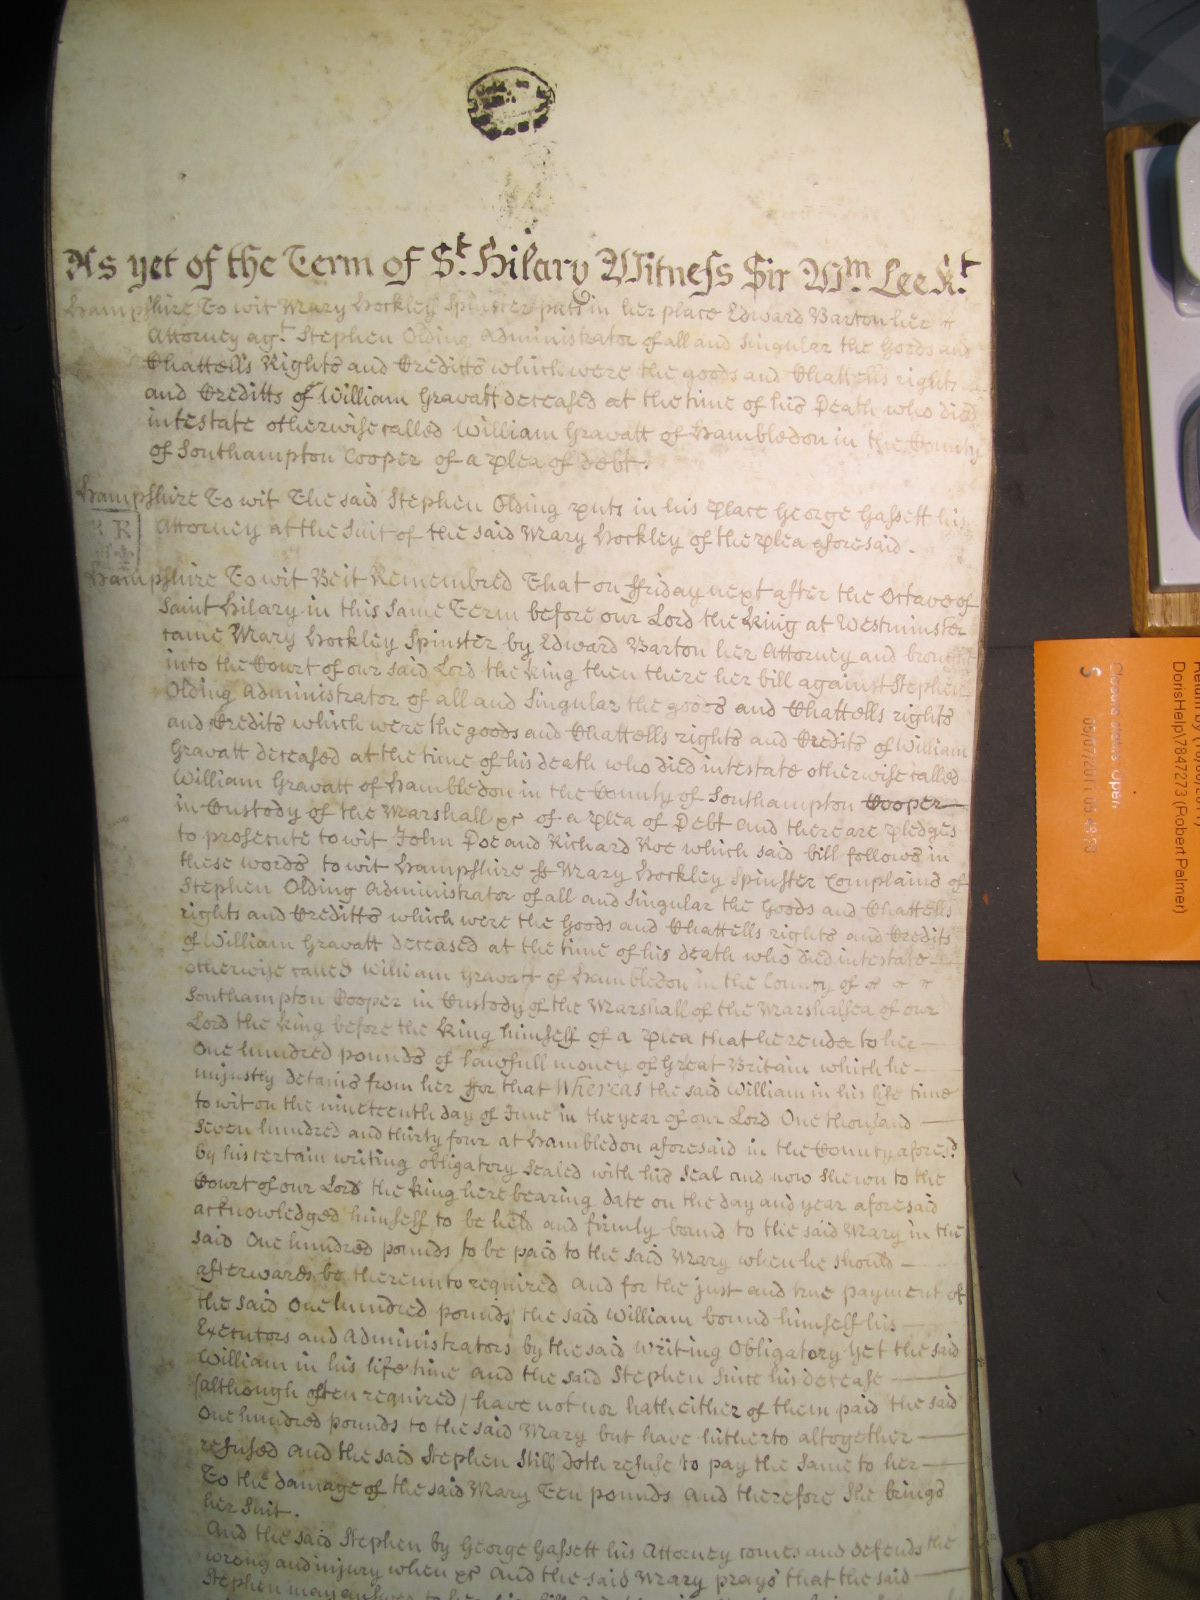 As yet of the Term of St. Hilary Witness Sir Wm. Lee Kt.
Hampshire To wit Mary Hockley Spinster puts in her place Edward Barton her
Attorney agt. Stephen Olding Administrator of all and Singular the Goods and
Chattells Rights and Creditts which were the goods and Chattells rights
and Creditts of William Gravatt deceased at the time of his Death who died
intestate otherwise called William Gravatt of Hambledon in the County
of Southampton Cooper of a plea of debt.
Hampshire To wit The said Stephen Olding puts in his Place George Gassett his
Attorney at the Suit of the said Mary Hockley of the plea aforesaid.
Hampshire To wit Beit Remembred That on ffriday next after the Octave of
Saint Hilary in this Same Term before our Lord the King at Westminster
came Mary Hockley Spinster by Edward Barton her Attorney and brought
into the Court of our said Lord the King then there her bill against Stephen
Olding Administrator of all and Singular the goods and Chattells rights
and Credits which were the goods and Chattells rights and Credits of William
Gravatt deceased at the time of his death who died intestate otherwise called
William Gravatt of Hambledon in the County of Southampton Cooper
in Custody of the Marshall &c of a plea of Debt and there are pledges
to prosecute to wit John Doe and Richard Roe which said bill follows in
these words to wit Hampshire ss Mary Hockley Spinster Complains of
Stephen Olding Administrator of all and Singular the Goods and Chattells
rights and Creditts which were the Goods and Chattells rights and Credits
of William Gravatt deceased at the time of his death who died intestate
otherwise called William Gravatt of Hambledon in the County of
Southampton Cooper in Custody of the Marshall of the Marshalsea of our
Lord the King before the King himself of a plea that he render to her
One hundred pounds of lawfull money of Great Britain which he
unjustly detains from her ffor that Whereas the said William in his life time
to wit on the nineteenth day of June in the year of our Lord One thousand
Seven hundred and thirty four at Hambledon aforesaid in the County aforesd.
by his certain writing obligatory Sealed with his Seal and now Shewn to the
Court of our Lord the King here bearing date on the day and year aforesaid
acknowledged himself to be held and firmly bound to the said Mary in the
said One hundred pounds to be paid to the said Mary when he should
afterwards be thereunto required and for the just and true payment of
the said One hundred pounds the said William bound himself his
Executors and Administrators by the said Writing Obligatory Yet the said
William in his life time and the said Stephen Since his decease
(although often required) have not nor hath either of them paid the said
One hundred pounds to the said Mary but have hitherto altogether
refused and the said Stephen Still doth refuse to pay the Same to her
To the damage of the said Mary Ten pounds and therefore She brings
her Suit.
And the said Stephen by George Gassett his Attorney comes and defends the
wrong and injury when &c And the said Mary prays that the said
Stephen may answer to her
DorisHelp\7847273 (Robert Palmer)